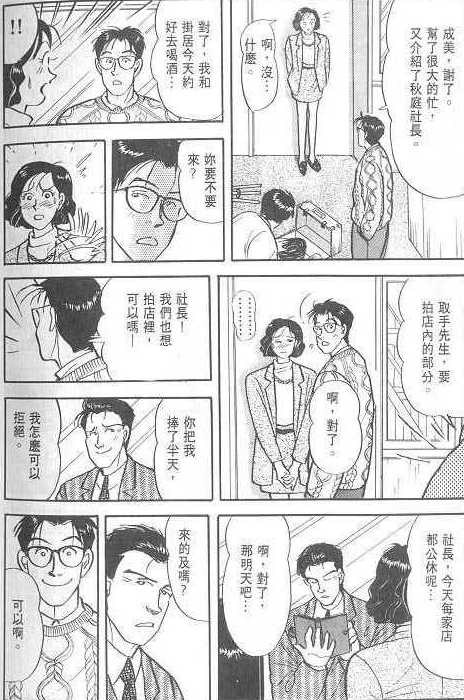 成美，謝了。
幫了很大的忙，
又介紹了秋庭社長。
啊，沒…
什麼。
對了，我和
掛居今天約
好去喝酒…
!!
妳要不要
來？
取手先生，要
拍店內的部分。
………
啊，對了。
社長！
我們也想
拍店裡，
可以嗎—
你把我
捧了半天，
我怎麼可以
拒絕。
社長，今天每家店
都公休呢…
啊，對了，
那明天吧…
來的及嗎？
可以啊。